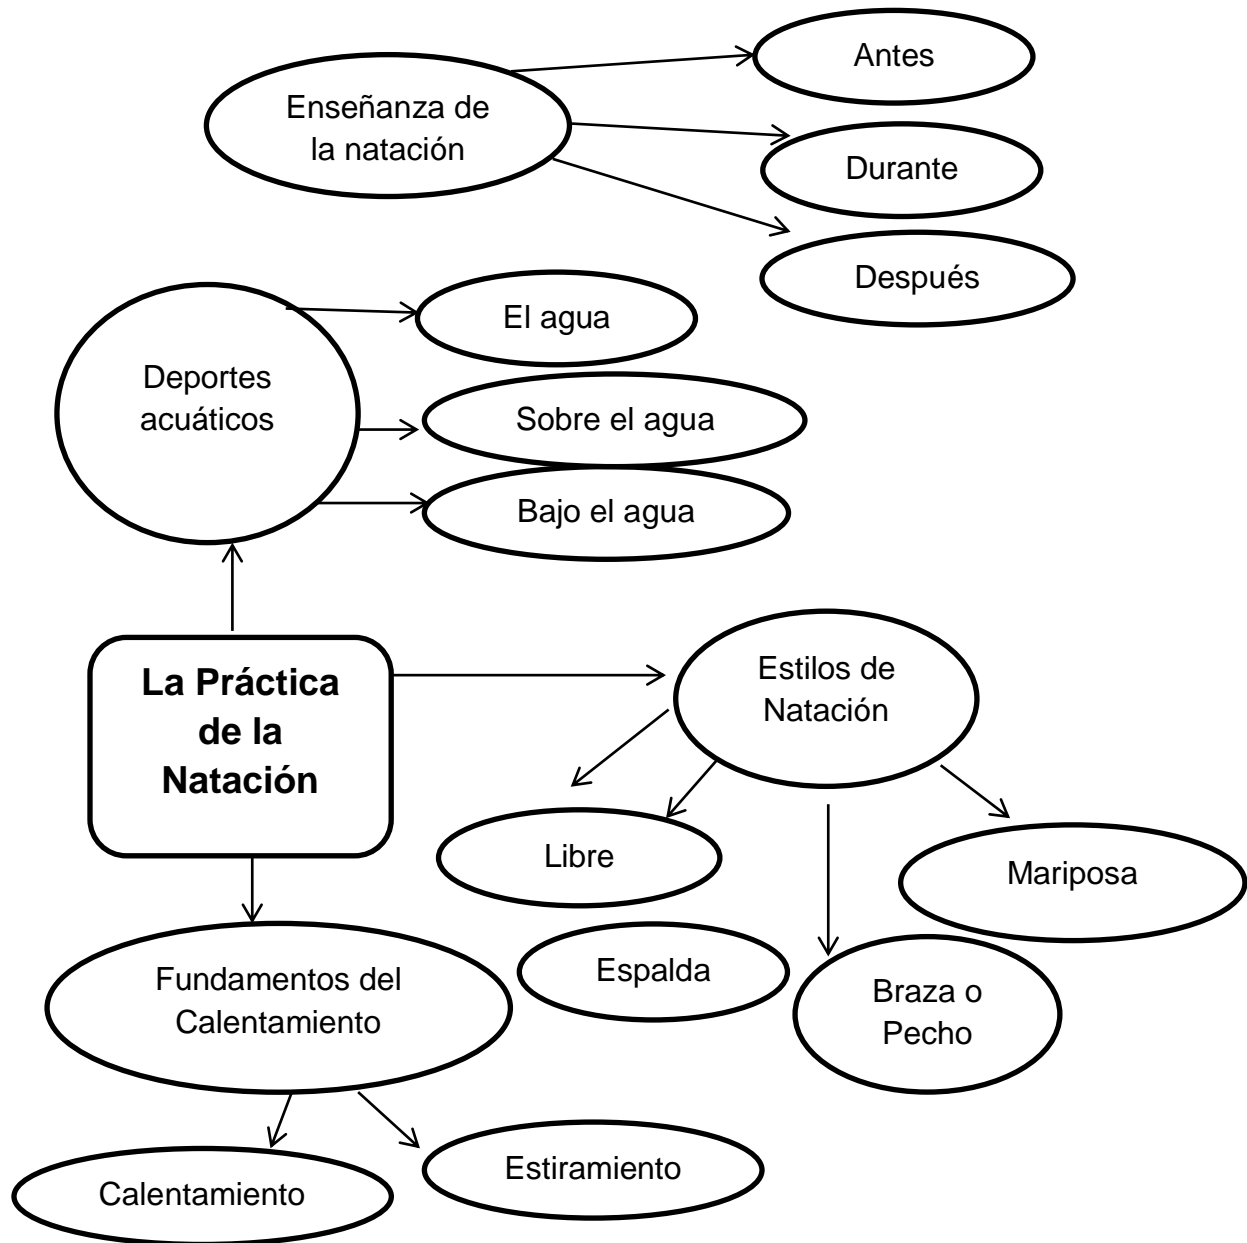 Antes
Enseñanza de
la natación
Durante
Después
El agua
Deportes
acuáticos
Sobre el agua
Bajo el agua
La Práctica
de la
Natación
Estilos de
Natación
Libre
Mariposa
Espalda
Braza o
Pecho
Fundamentos del
Calentamiento
Estiramiento
Calentamiento